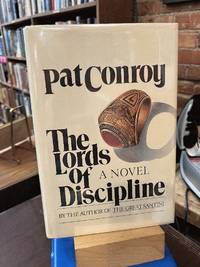 Pat Conroy
The
Lords
of
A NOVEL
Discipline
BY THE AUTHOR OF THE GREAT SANTINI